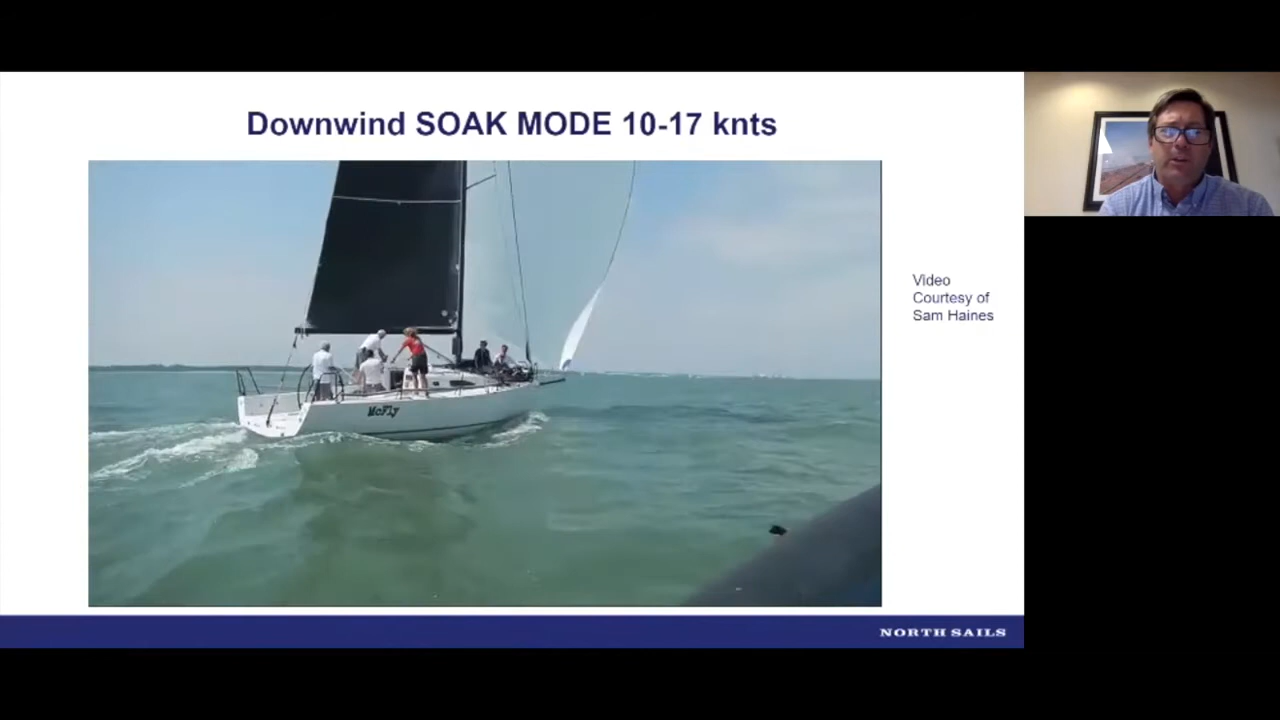 Downwind SOAK MODE 10-17 knts
Video
Courtesy of
Sam Haines
McFly
NORTH SAILS